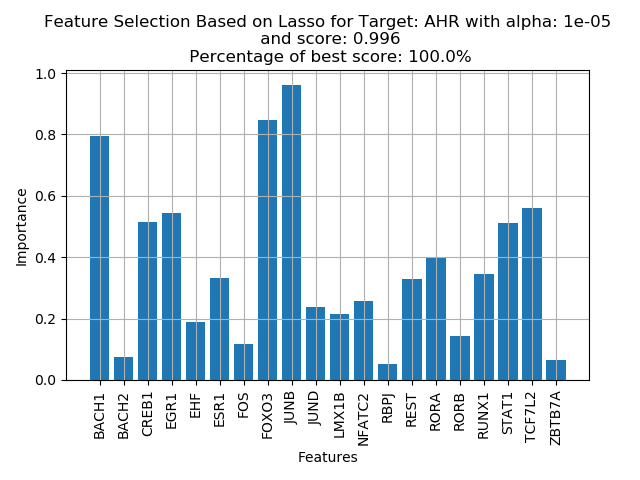 Feature Selection Based on Lasso for Target: AHR with alpha: 1e-05
and score: 0.996
Percentage of best score: 100.0%
1.0
0.8
0.6
0.4
0.2
0.0
Importance
BACH1
BACH2
CREB1
EGR1
EHF
ESR1
FOS
FOXO3
JUNB
JUND
LMX1B
NFATC2
RBPJ
REST
RORA
RORB
RUNX1
STAT1
TCF7L2
ZBTB7A
Features